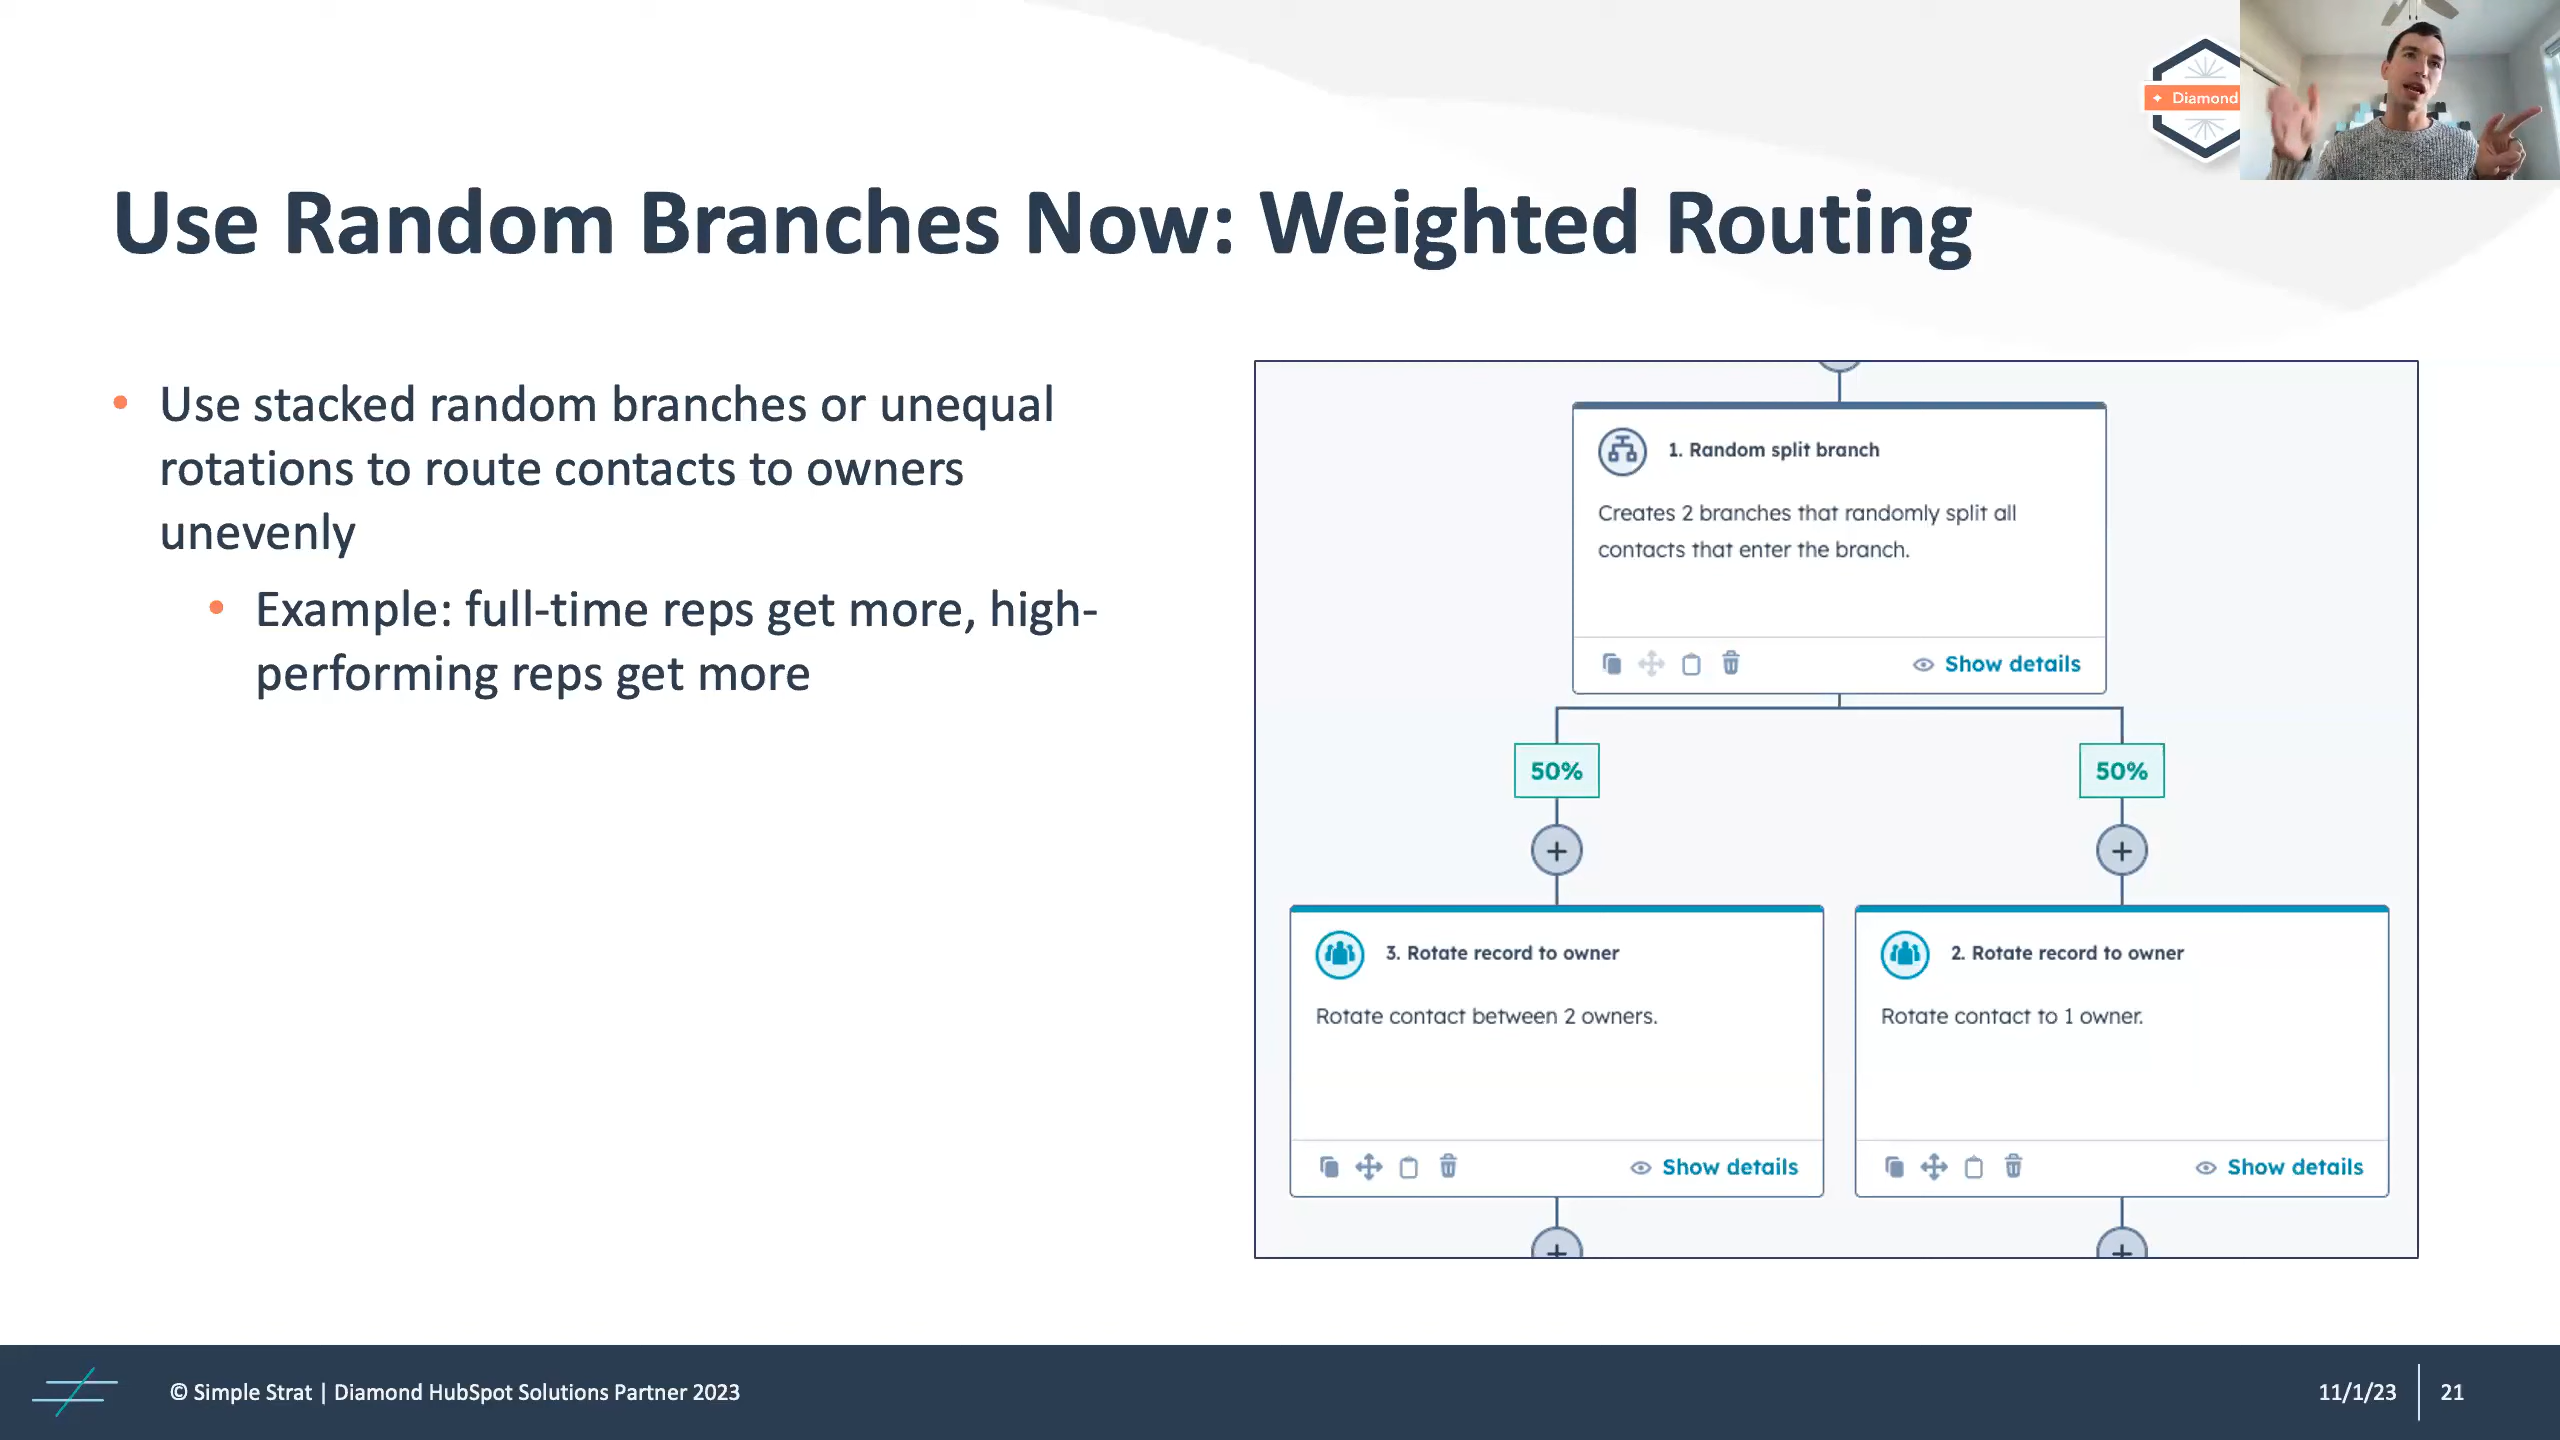 Diamond
Use Random Branches Now: Weighted Routing
• Use stacked random branches or unequal
rotations to route contacts to owners
unevenly
• Example: full-time reps get more, high-
performing reps get more
1. Random split branch
Creates 2 branches that randomly split all
contacts that enter the branch.
Show details
50%
50%
3. Rotate record to owner
Rotate contact between 2 owners.
Show details
2. Rotate record to owner
Rotate contact to 1 owner.
Show details
© Simple Strat | Diamond HubSpot Solutions Partner 2023
11/1/23
21